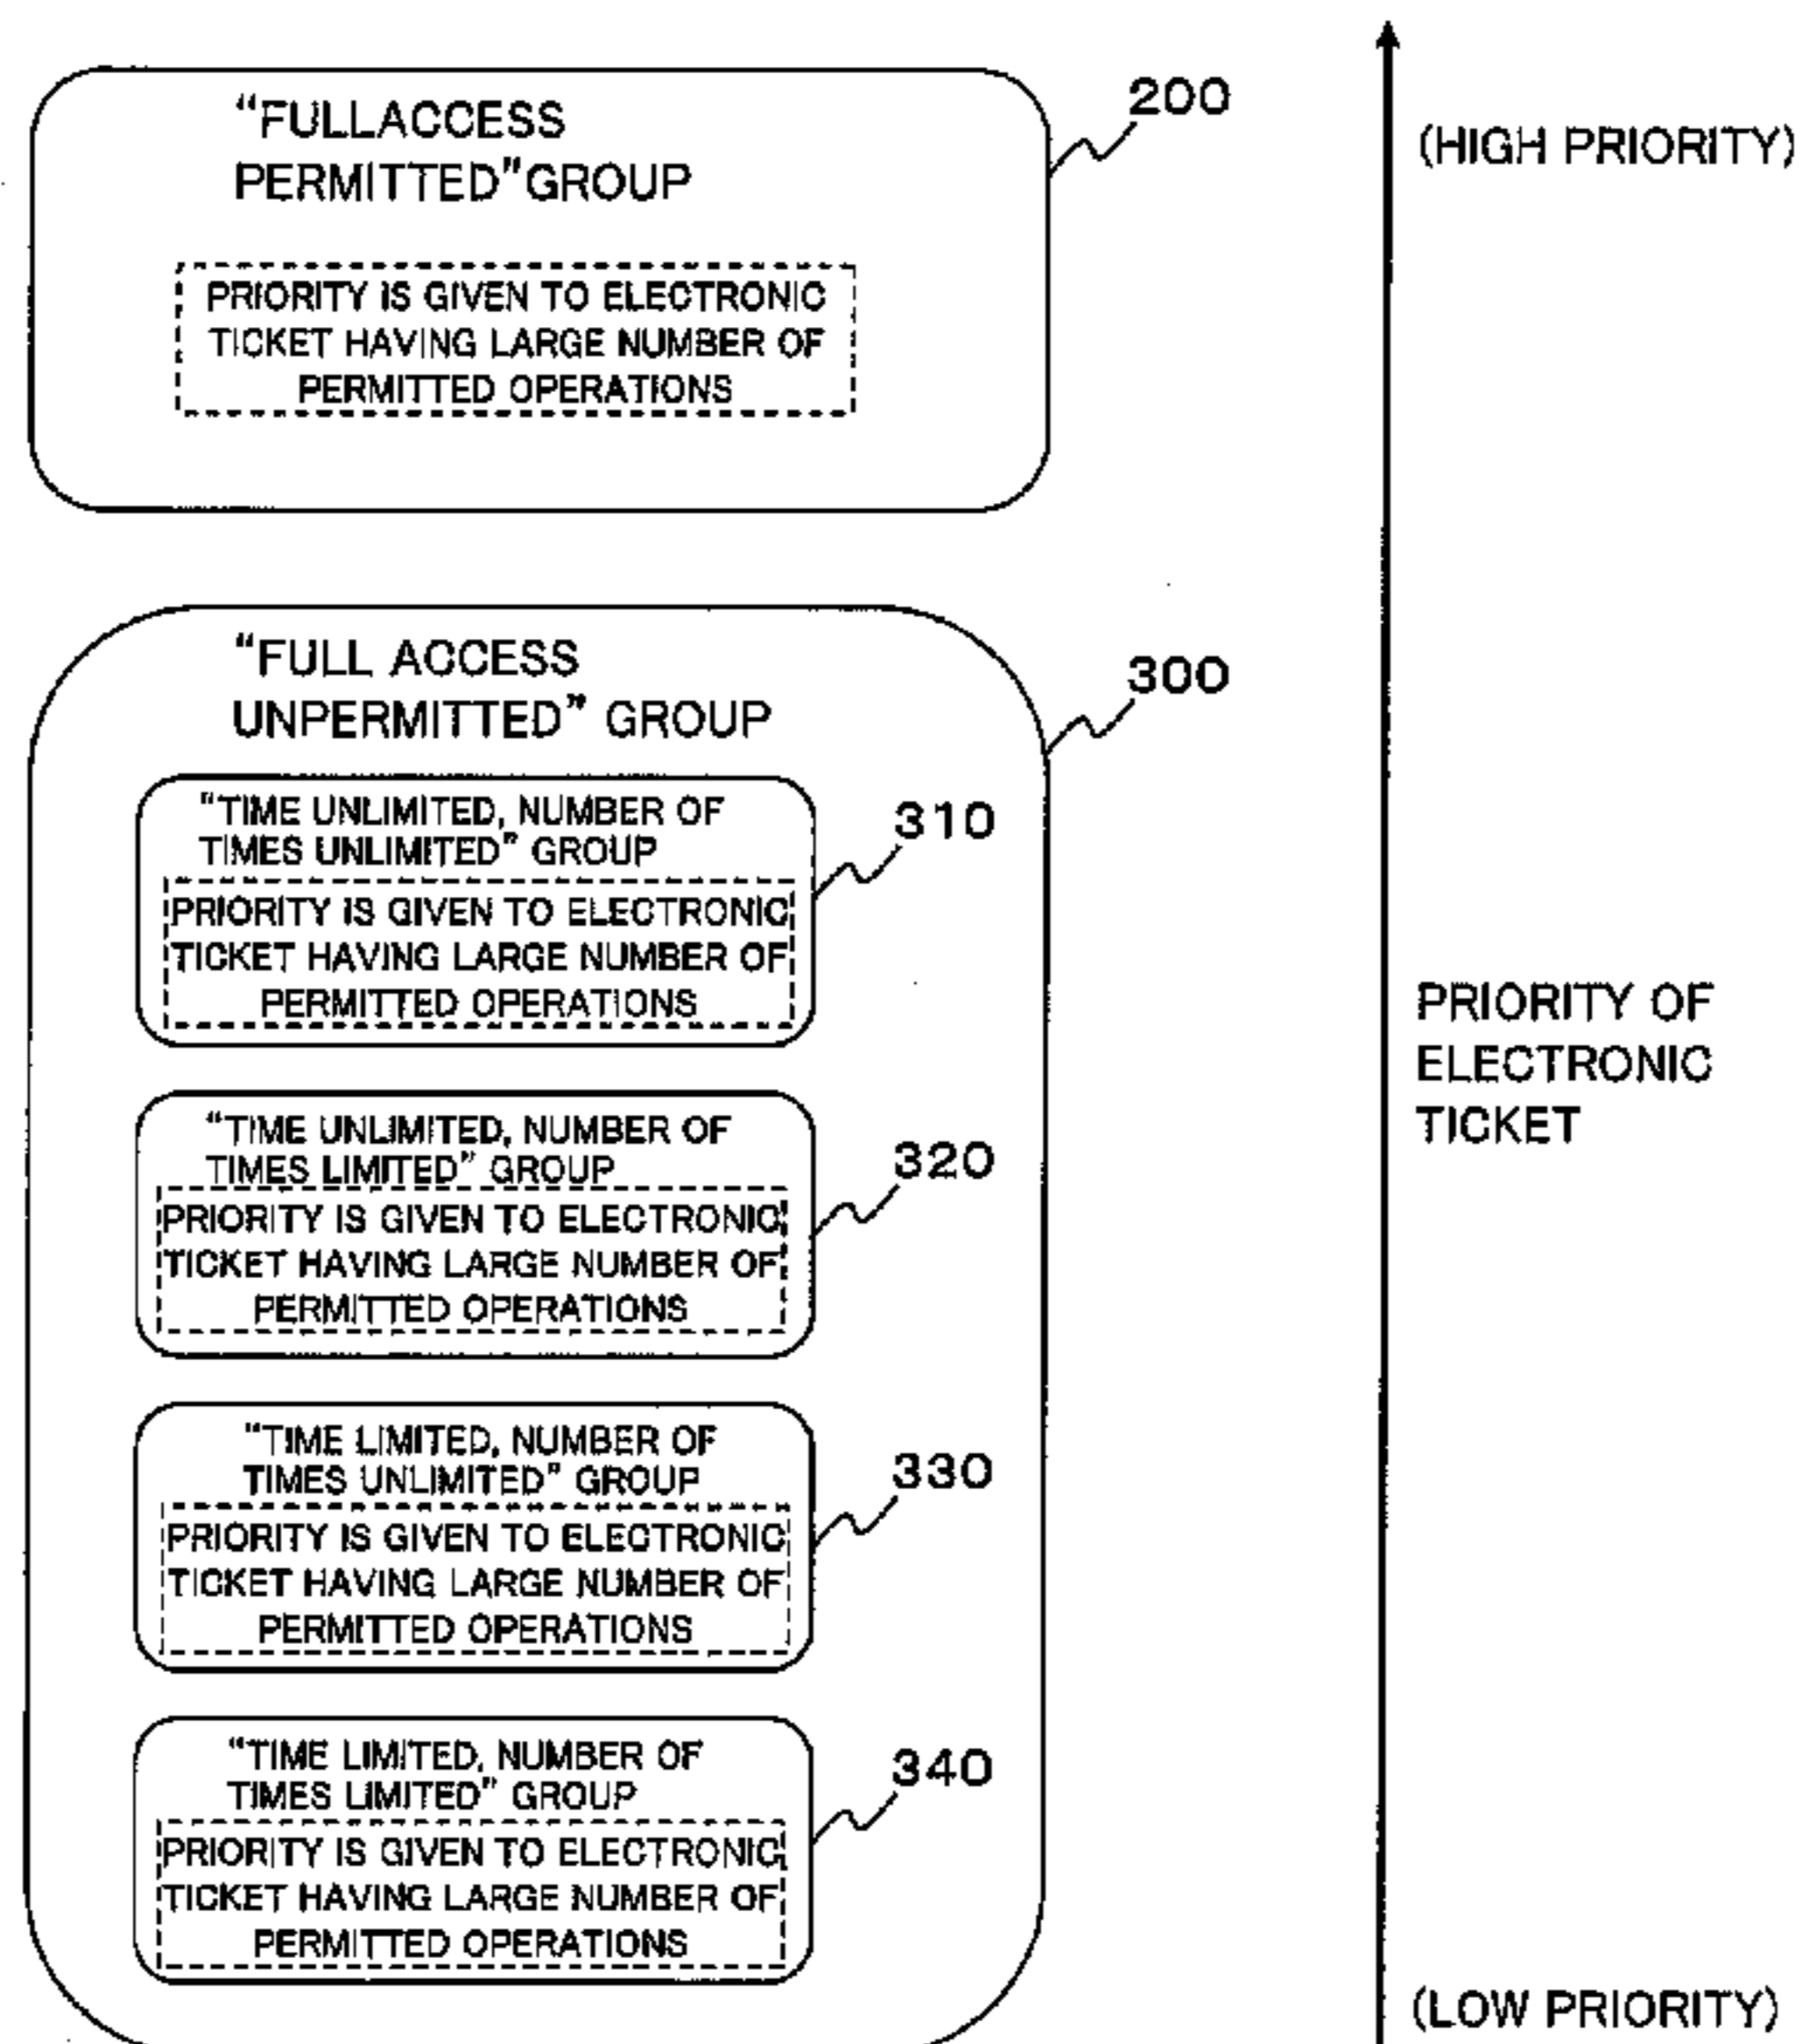 "FULLACCESS
PERMITTED"GROUP
200
PRIORITY IS GIVEN TO ELECTRONIC
TICKET HAVING LARGE NUMBER OF
PERMITTED OPERATIONS
(HIGH PRIORITY)
"FULL ACCESS
UNPERMITTED" GROUP
300
"TIME UNLIMITED, NUMBER OF
TIMES UNLIMITED" GROUP
310
PRIORITY IS GIVEN TO ELECTRONIC
TICKET HAVING LARGE NUMBER OF
PERMITTED OPERATIONS
PRIORITY OF
ELECTRONIC
TICKET
"TIME UNLIMITED, NUMBER OF
TIMES LIMITED" GROUP
320
PRIORITY IS GIVEN TO ELECTRONIC
TICKET HAVING LARGE NUMBER OF
PERMITTED OPERATIONS
"TIME LIMITED, NUMBER OF
TIMES UNLIMITED" GROUP
330
PRIORITY IS GIVEN TO ELECTRONIC
TICKET HAVING LARGE NUMBER OF
PERMITTED OPERATIONS
"TIME LIMITED, NUMBER OF
TIMES LIMITED" GROUP
340
PRIORITY IS GIVEN TO ELECTRONIC
TICKET HAVING LARGE NUMBER OF
PERMITTED OPERATIONS
(LOW PRIORITY)